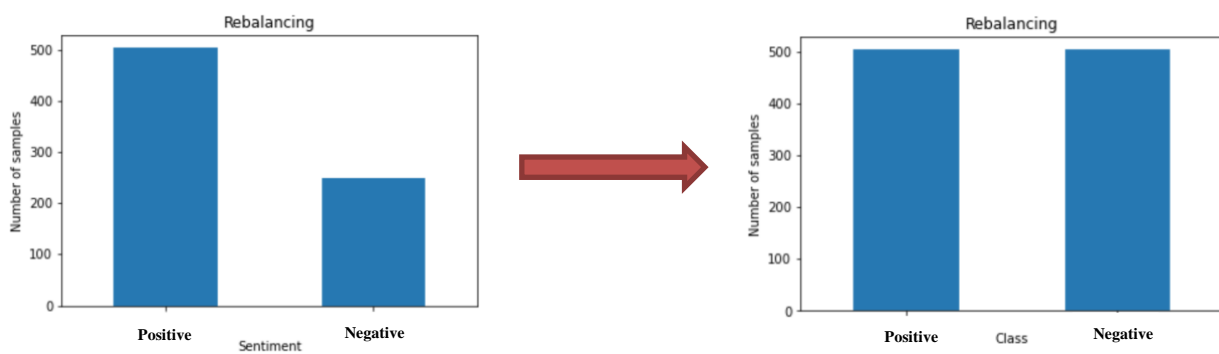 Rebalancing
Number of samples
500
400
300
200
100
0
Positive
Negative
Sentiment
Rebalancing
Number of samples
500
400
300
200
100
0
Positive
Negative
Class